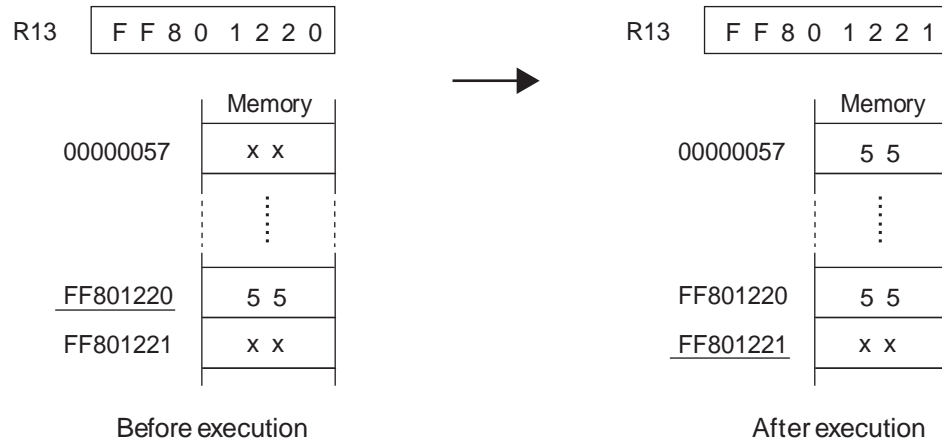 R13 F F 8 0 1 2 2 0
R13 F F 8 0 1 2 2 1
Memory
Memory
00000057 x x
00000057 5 5
FF801220 5 5
FF801220 5 5
FF801221 x x
FF801221 x x
Before execution
After execution